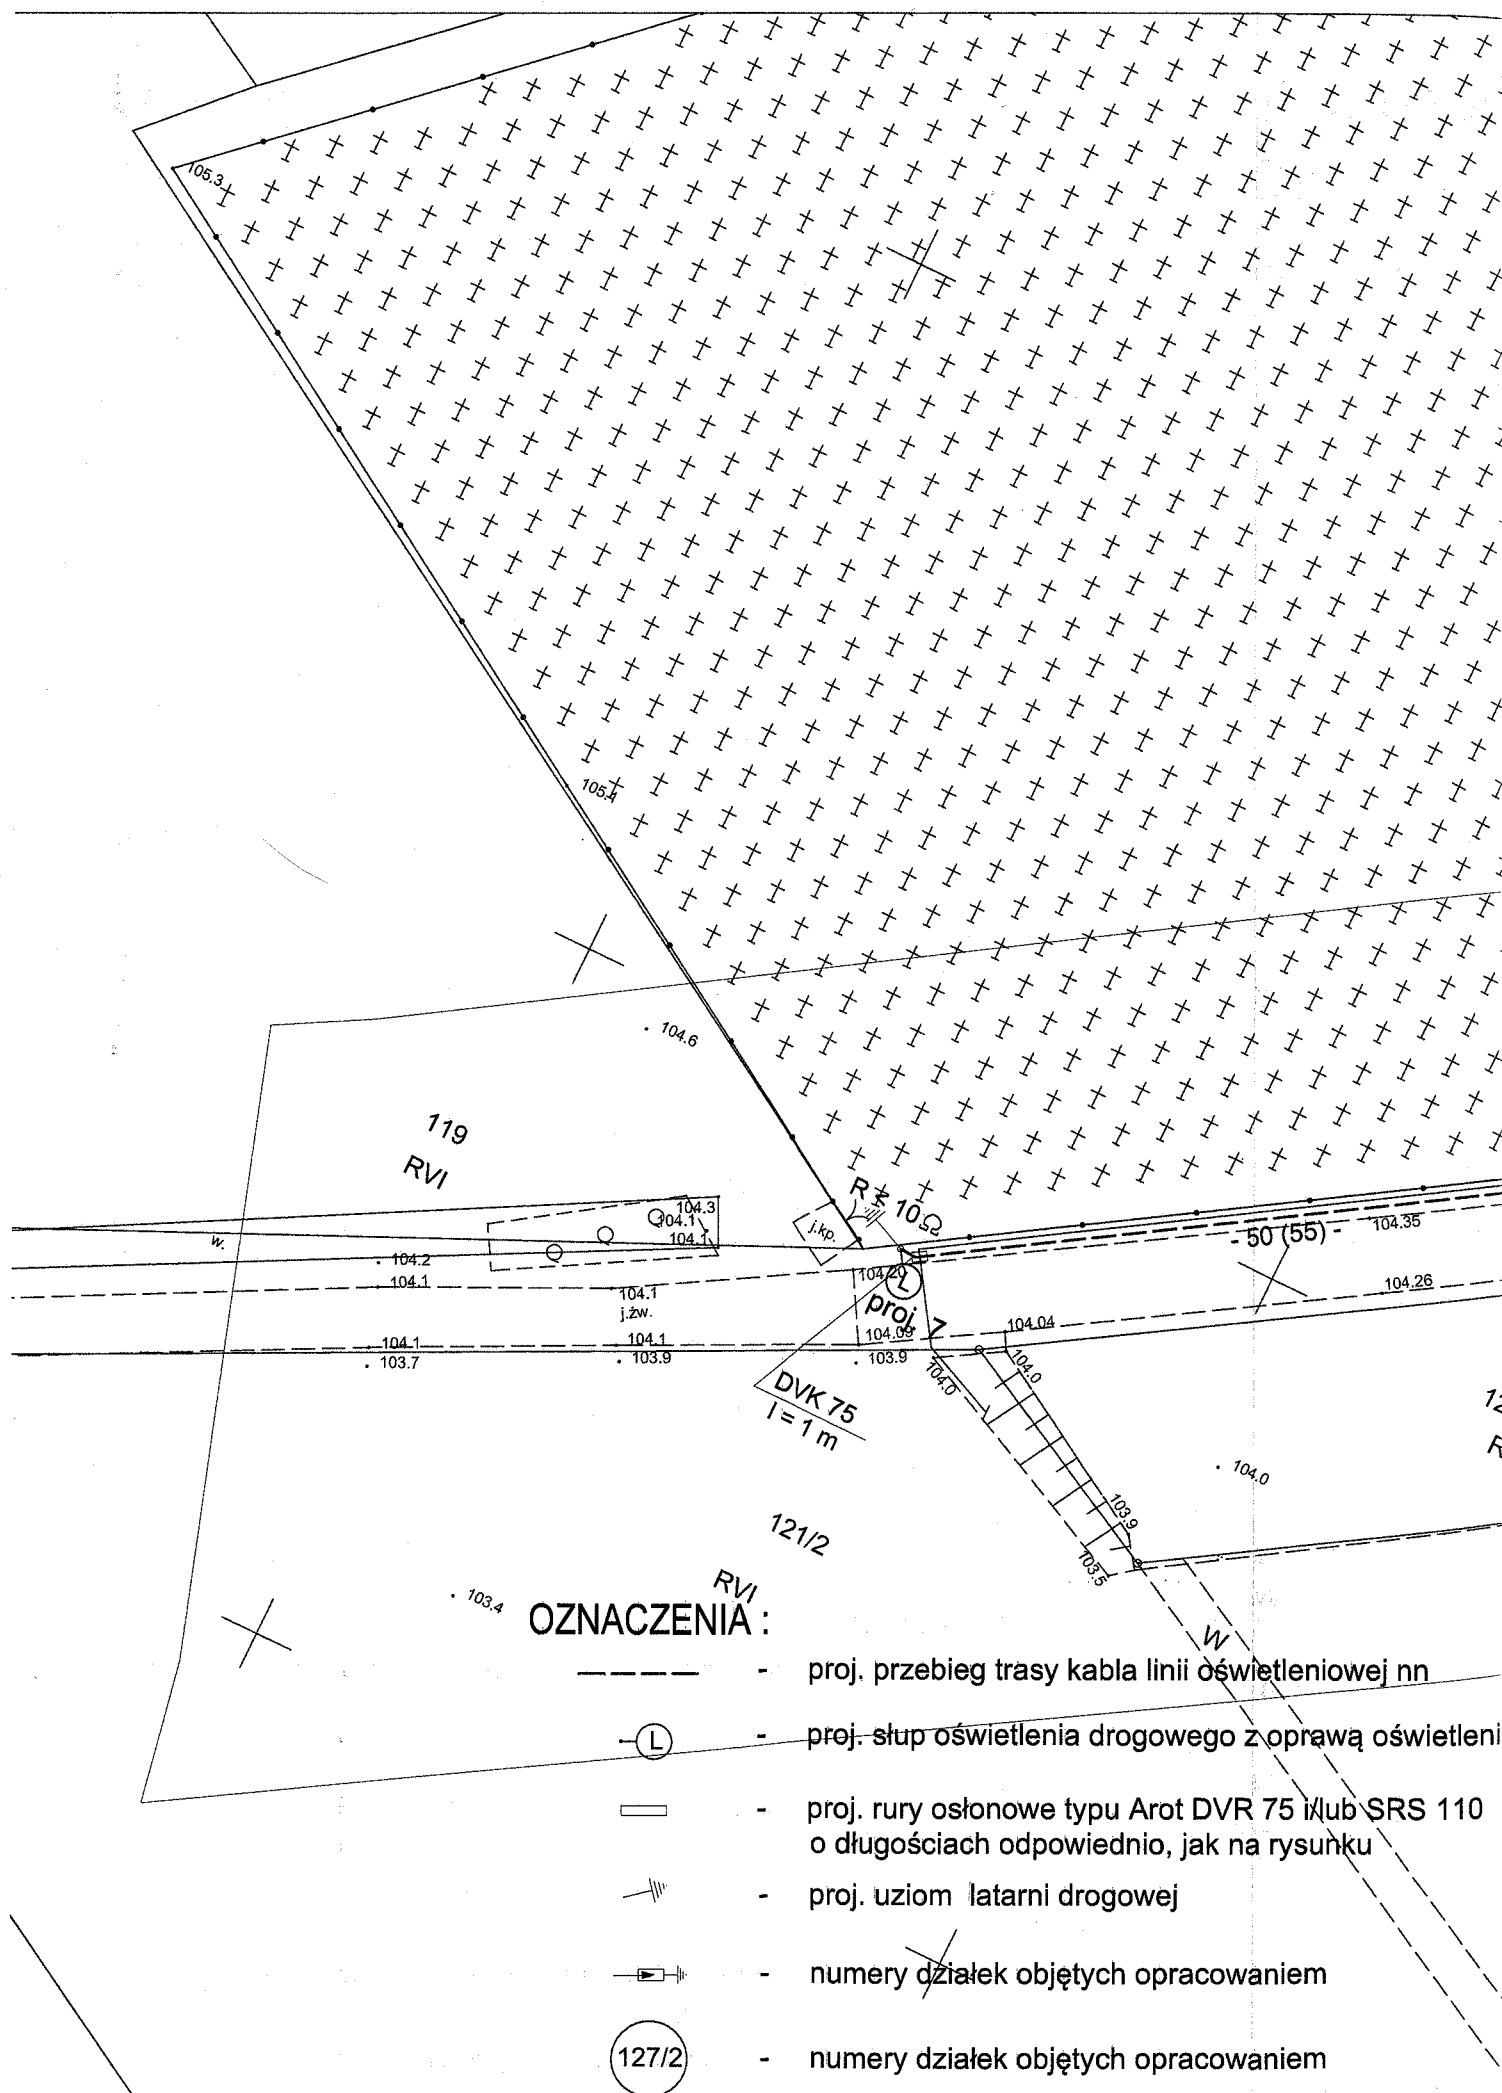 105.3
105.1
104.6
119
RVI
104.3
104.1
104.1
w.
j.kp.
R ≤ 10Ω
104.2
104.1
104.1
j.żw.
104.20
L
proj. 7
- 50 (55) -
104.35
104.26
104.1
103.7
104.1
103.9
104.09
103.9
104.04
104.0
104.0
DVK 75
l = 1 m
104.0
103.9
103.5
121/2
RVI
103.4
W
OZNACZENIA :
- proj. przebieg trasy kabla linii oświetleniowej nn
L - proj. słup oświetlenia drogowego z oprawą oświetleni
- proj. rury osłonowe typu Arot DVR 75 i/lub SRS 110
o długościach odpowiednio, jak na rysunku
- proj. uziom latarni drogowej
- numery działek objętych opracowaniem
127/2 - numery działek objętych opracowaniem